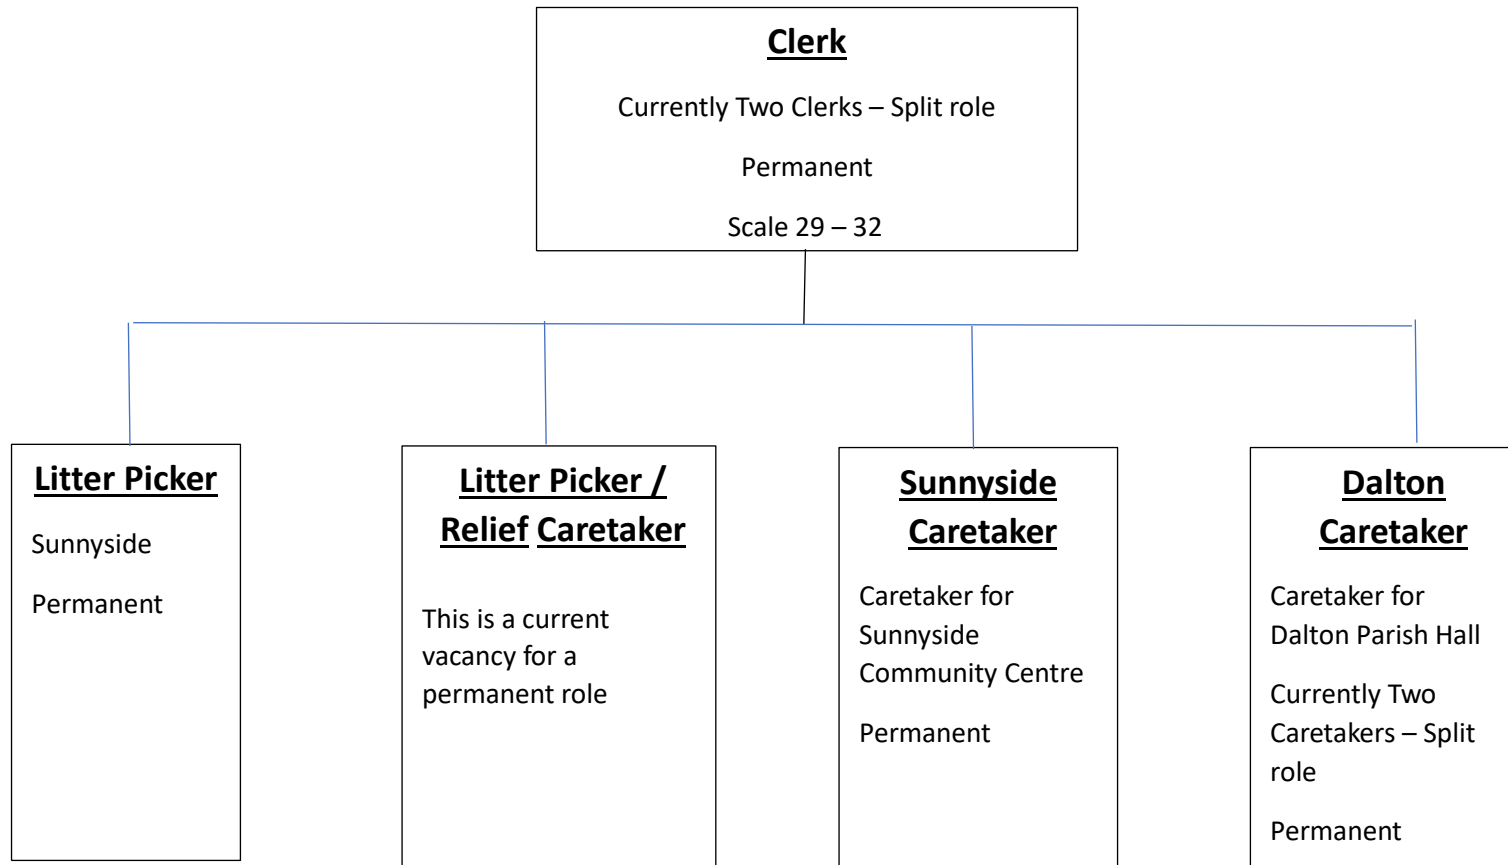 Clerk
Currently Two Clerks – Split role
Permanent
Scale 29 – 32
Litter Picker
Sunnyside
Permanent
Litter Picker /
Relief Caretaker
This is a current
vacancy for a
permanent role
Sunnyside
Caretaker
Caretaker for
Sunnyside
Community Centre
Permanent
Dalton
Caretaker
Caretaker for
Dalton Parish Hall
Currently Two
Caretakers – Split
role
Permanent